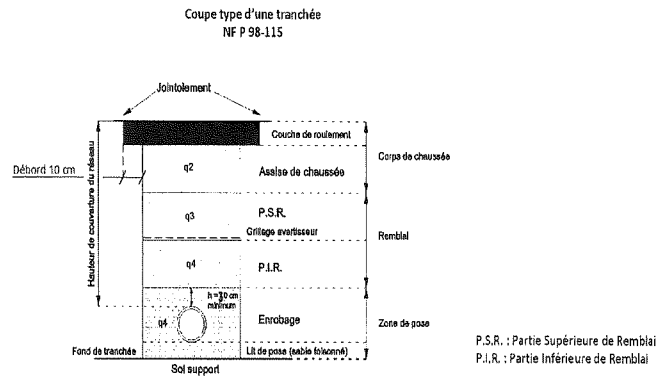 Coupe type d'une tranchée
NF P 98-115
Jointoiement
Couche de roulement
Corps de chaussée
Hauteur de couverture du réseau
Débord 10 cm
q2
Assise de chaussée
q3
P.S.R.
Grillage avertisseur
Remblai
q4
P.I.R.
h = cm
minimum
q4
Enrobage
Zone de pose
Fond de tranchée
Lit de pose (sable foisonné)
Sol support
P.S.R. : Partie Supérieure de Remblai
P.I.R. : Partie Inférieure de Remblai